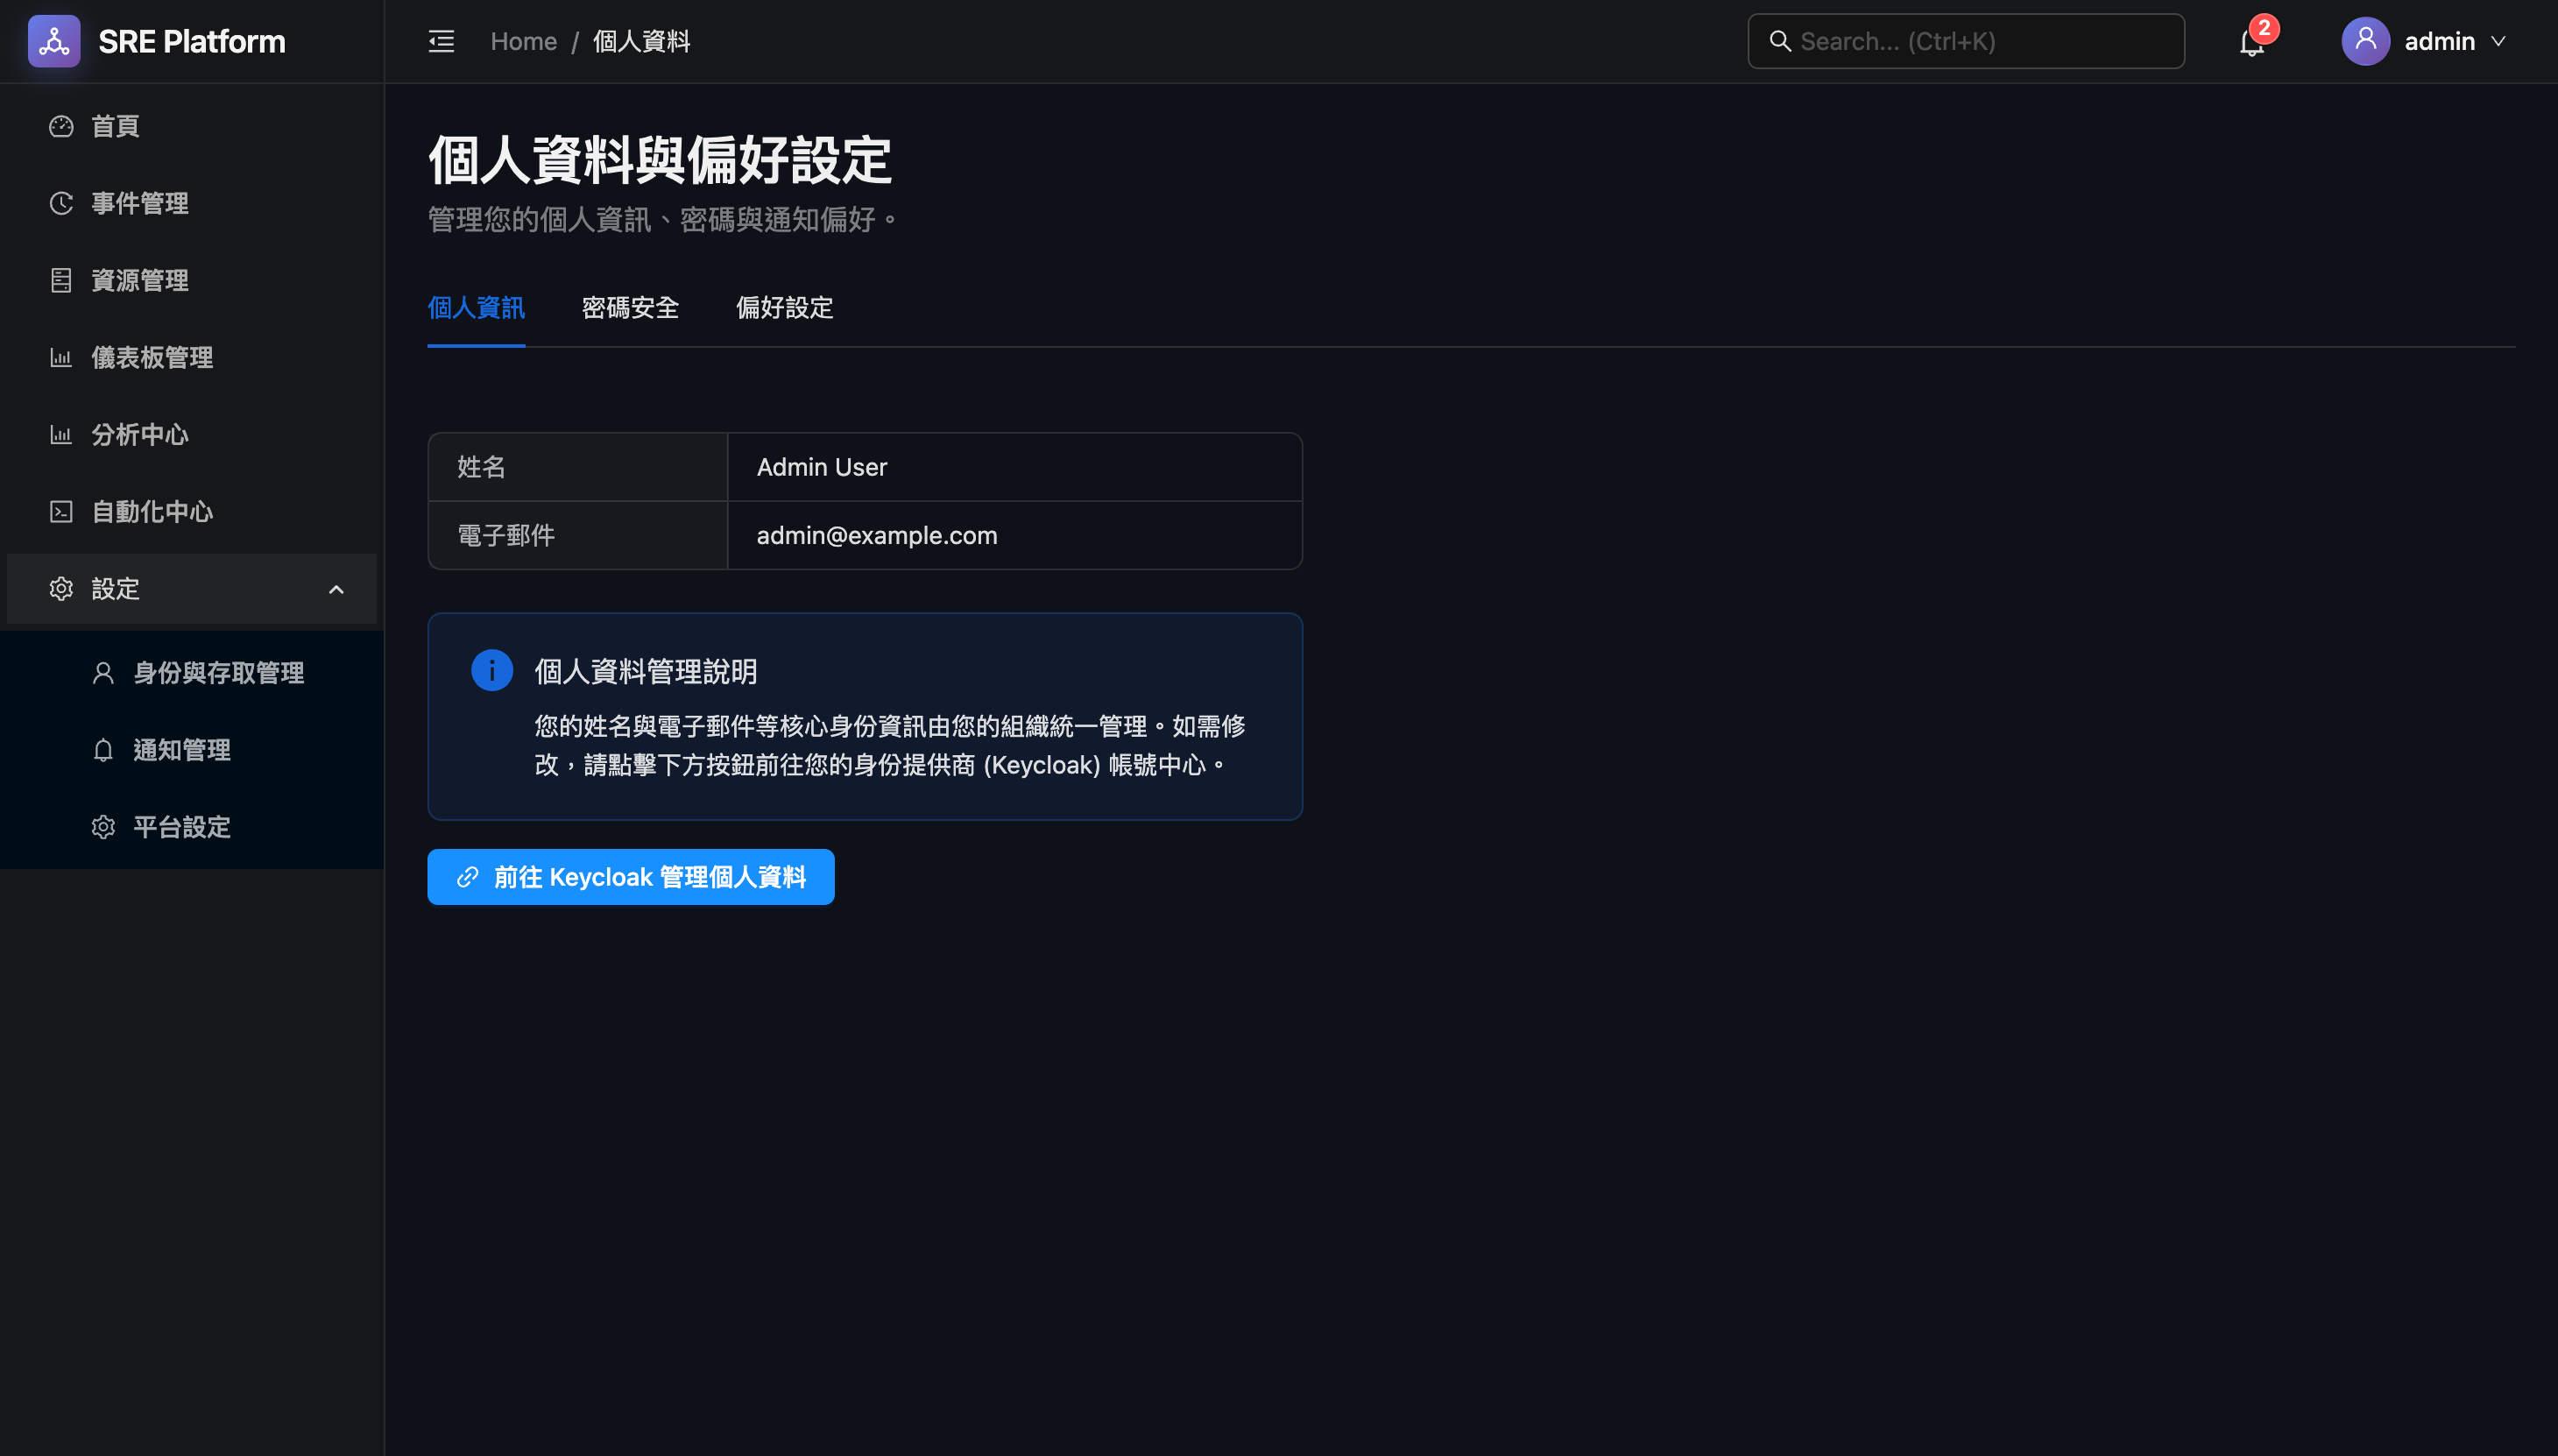 SRE Platform
Home / 個人資料
Search... (Ctrl+K)
2
admin
首頁
事件管理
資源管理
儀表板管理
分析中心
自動化中心
設定
身份與存取管理
通知管理
平台設定
個人資料與偏好設定
管理您的個人資訊、密碼與通知偏好。
個人資訊
密碼安全
偏好設定
姓名
Admin User
電子郵件
admin@example.com
個人資料管理說明
您的姓名與電子郵件等核心身份資訊由您的組織統一管理。如需修
改，請點擊下方按鈕前往您的身份提供商 (Keycloak) 帳號中心。
前往 Keycloak 管理個人資料